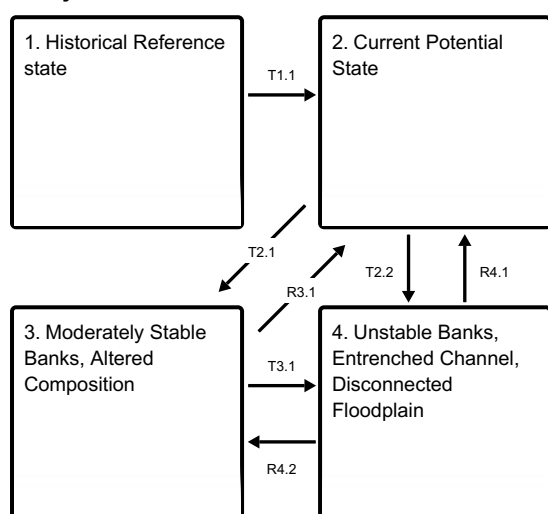 1. Historical Reference
state
2. Current Potential
State
T1.1
T2.1
R3.1
T2.2
R4.1
3. Moderately Stable
Banks, Altered
Composition
4. Unstable Banks,
Entrenched Channel,
Disconnected
Floodplain
T3.1
R4.2